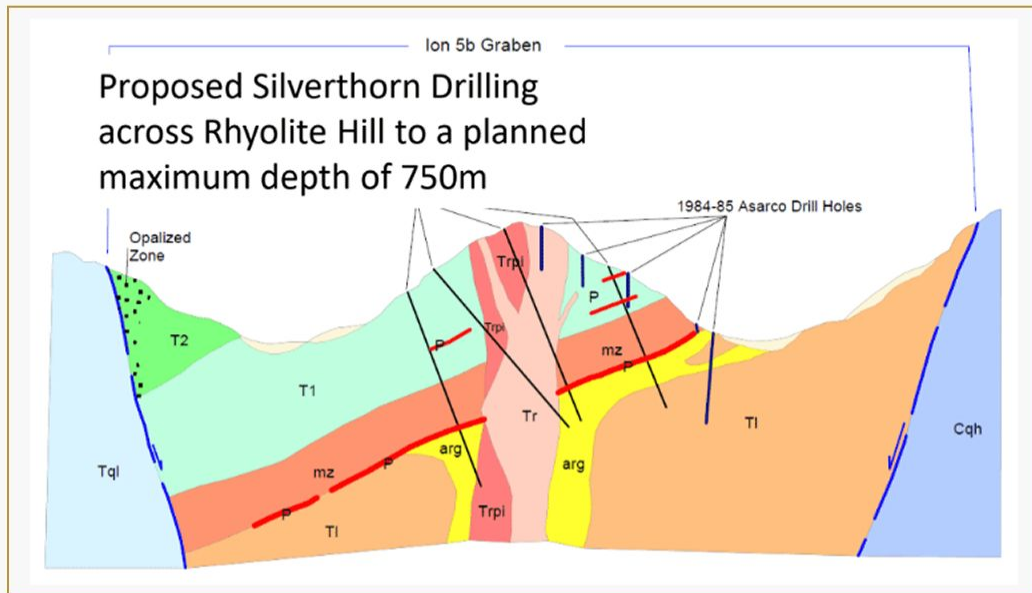 Ion 5b Graben
Proposed Silverthorn Drilling
across Rhyolite Hill to a planned
maximum depth of 750m
1984-85 Asarco Drill Holes
Opalized
Zone
Trpi
P
T2
Trpi
P
mz
T1
P
Tr
Tl
Cqh
arg
arg
Tql
mz
P
Trpi
P
Tl